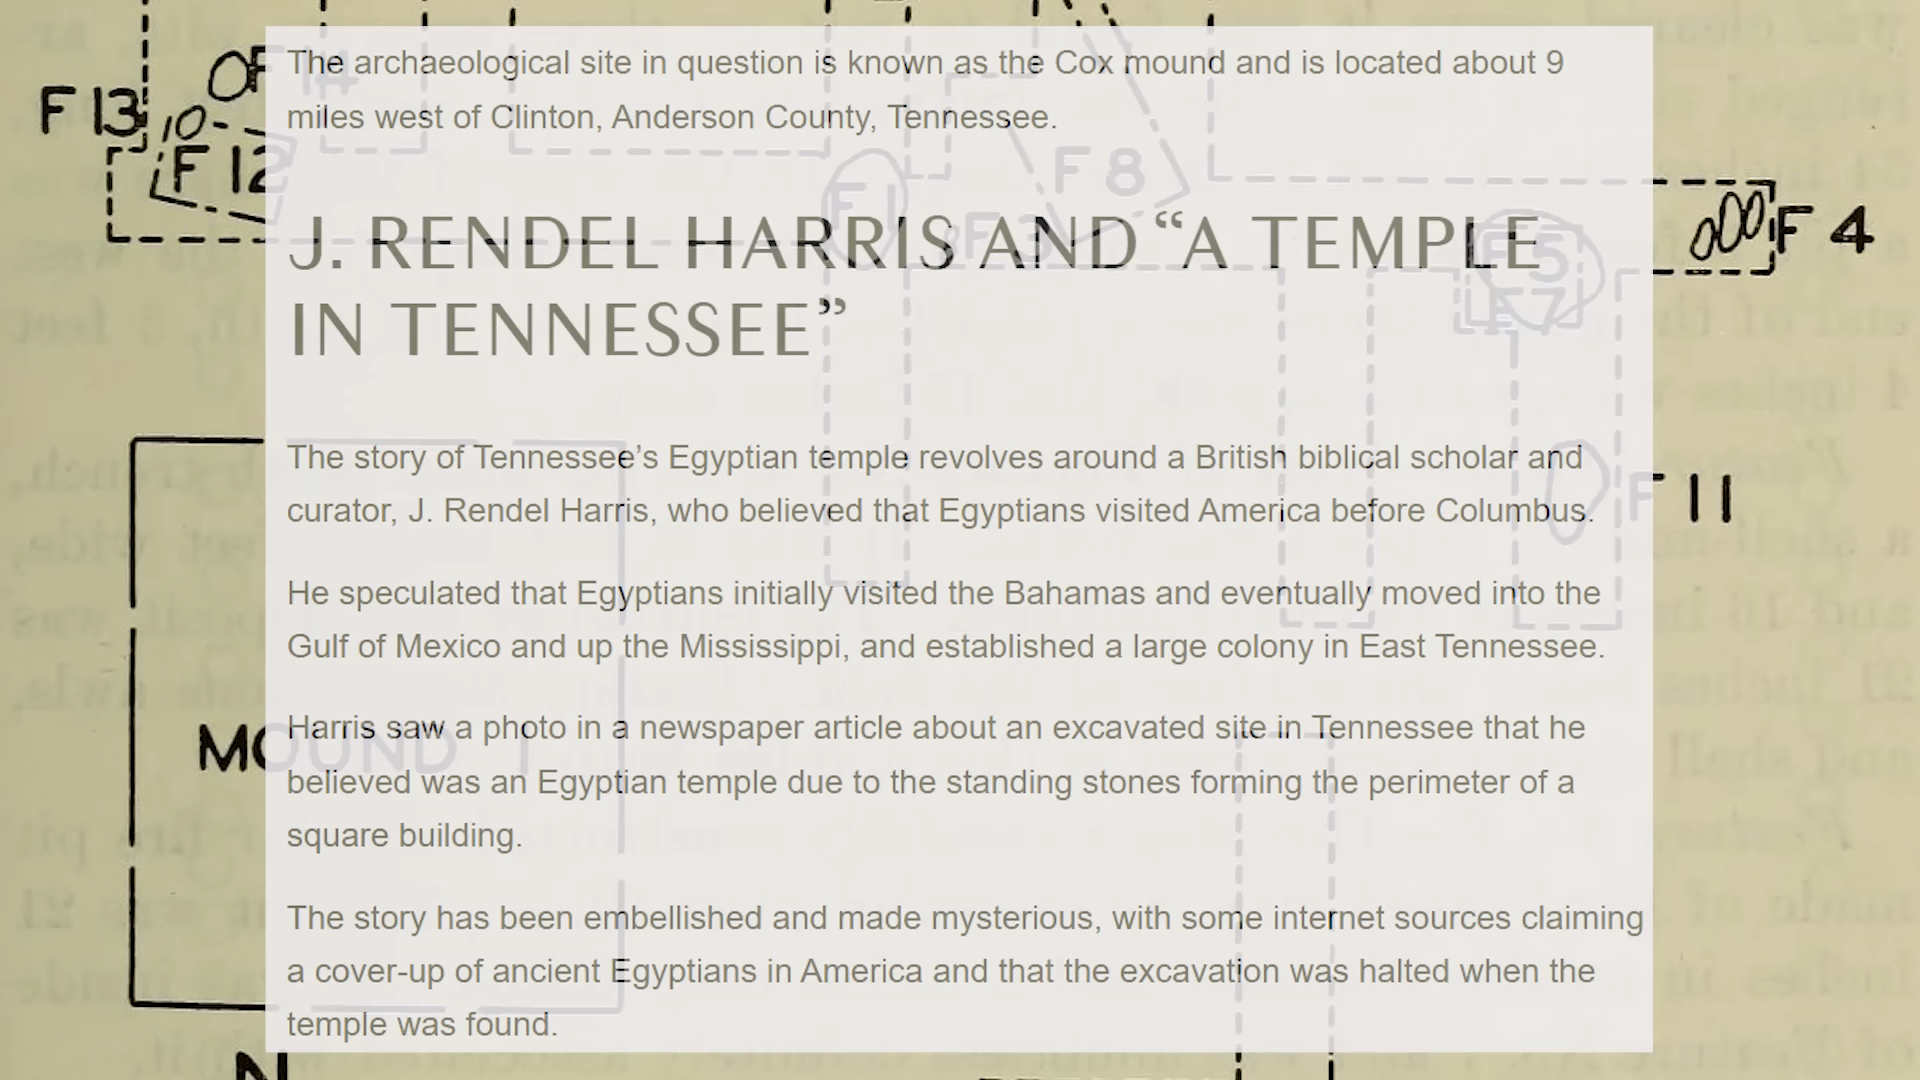 The archaeological site in question is known as the Cox mound and is located about 9
miles west of Clinton, Anderson County, Tennessee.
F 14
F 13
F 12
F 8
F 1
F 3
F 4
F 5
F 7
J. RENDEL HARRIS AND “A TEMPLE
IN TENNESSEE”
The story of Tennessee’s Egyptian temple revolves around a British biblical scholar and
curator, J. Rendel Harris, who believed that Egyptians visited America before Columbus.
F 11
He speculated that Egyptians initially visited the Bahamas and eventually moved into the
Gulf of Mexico and up the Mississippi, and established a large colony in East Tennessee.
Harris saw a photo in a newspaper article about an excavated site in Tennessee that he
believed was an Egyptian temple due to the standing stones forming the perimeter of a
square building.
MOUND 1
The story has been embellished and made mysterious, with some internet sources claiming
a cover-up of ancient Egyptians in America and that the excavation was halted when the
temple was found.